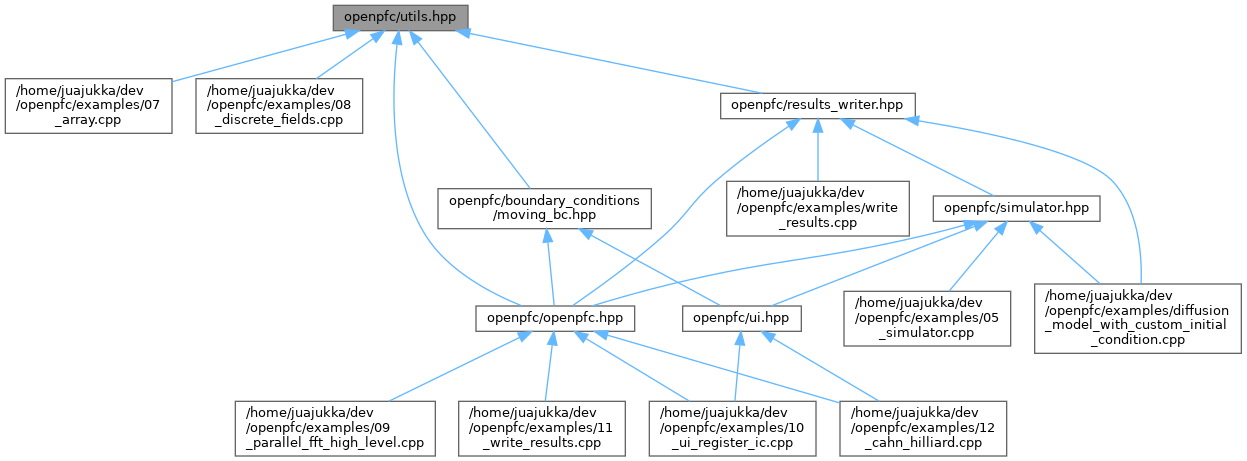 openpfc/utils.hpp
/home/juajukka/dev
/openpfc/examples/07
_array.cpp
/home/juajukka/dev
/openpfc/examples/08
_discrete_fields.cpp
openpfc/results_writer.hpp
openpfc/boundary_conditions
/moving_bc.hpp
/home/juajukka/dev
/openpfc/examples/write
_results.cpp
openpfc/simulator.hpp
openpfc/openpfc.hpp
openpfc/ui.hpp
/home/juajukka/dev
/openpfc/examples/05
_simulator.cpp
/home/juajukka/dev
/openpfc/examples/diffusion
_model_with_custom_initial
_condition.cpp
/home/juajukka/dev
/openpfc/examples/09
_parallel_fft_high_level.cpp
/home/juajukka/dev
/openpfc/examples/11
_write_results.cpp
/home/juajukka/dev
/openpfc/examples/10
_ui_register_ic.cpp
/home/juajukka/dev
/openpfc/examples/12
_cahn_hilliard.cpp